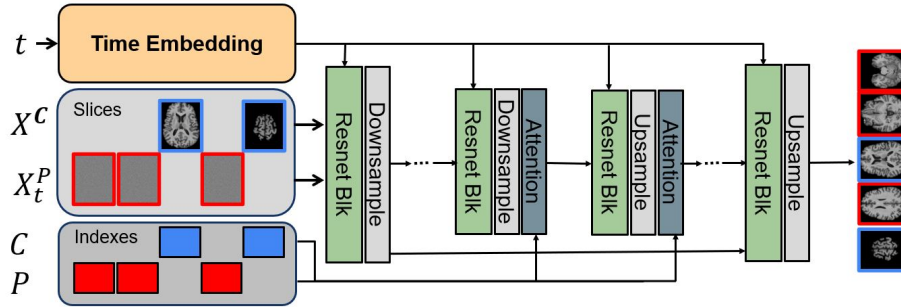 t
Time Embedding
Slices
X^C
X_t^P
Indexes
C
P
Resnet Blk
Downsample
...
Resnet Blk
Downsample
Attention
Resnet Blk
Upsample
Attention
...
Resnet Blk
Upsample